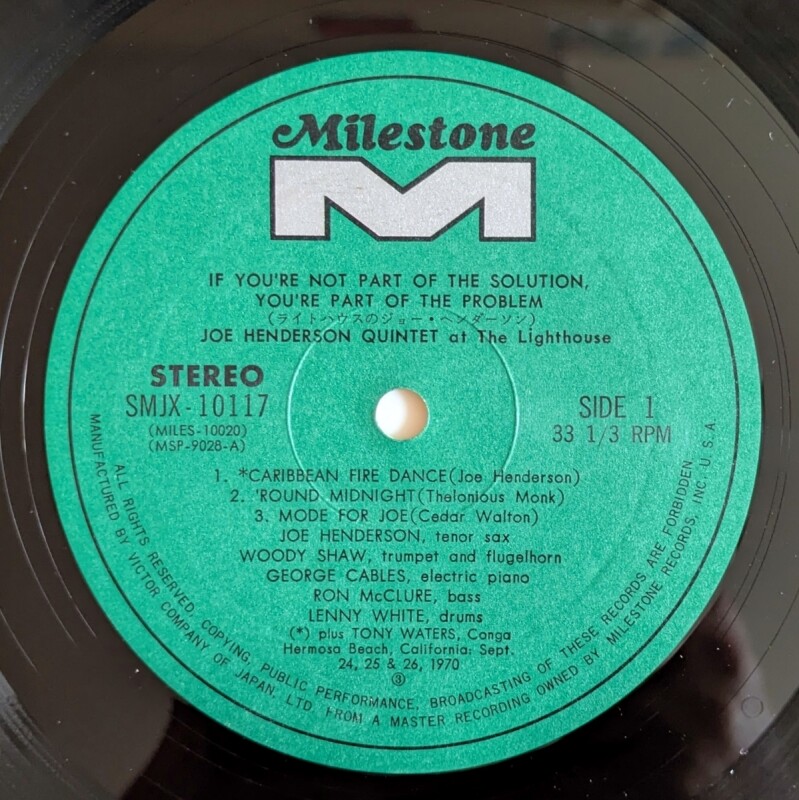 Milestone
IF YOU'RE NOT PART OF THE SOLUTION,
YOU'RE PART OF THE PROBLEM
(ライトハウスのジョー・ヘンダーソン)
JOE HENDERSON QUINTET at The Lighthouse
STEREO
SMJX-10117
(MILES-10020)
(MSP-9028-A)
SIDE 1
33 1/3 RPM
1. *CARIBBEAN FIRE DANCE(Joe Henderson)
2. 'ROUND MIDNIGHT(Thelonious Monk)
3. MODE FOR JOE(Cedar Walton)
JOE HENDERSON, tenor sax
WOODY SHAW, trumpet and flugelhorn
GEORGE CABLES, electric piano
RON McCLURE, bass
LENNY WHITE, drums
(*) plus TONY WATERS, Conga
Hermosa Beach, California: Sept.
24, 25 & 26, 1970
③
ALL RIGHTS RESERVED, COPYING, PUBLIC PERFORMANCE, BROADCASTING OF THESE RECORDS ARE FORBIDDEN
MANUFACTURED BY VICTOR COMPANY OF JAPAN, LTD. FROM A MASTER RECORDING OWNED BY MILESTONE RECORDS, INC. U.S.A.